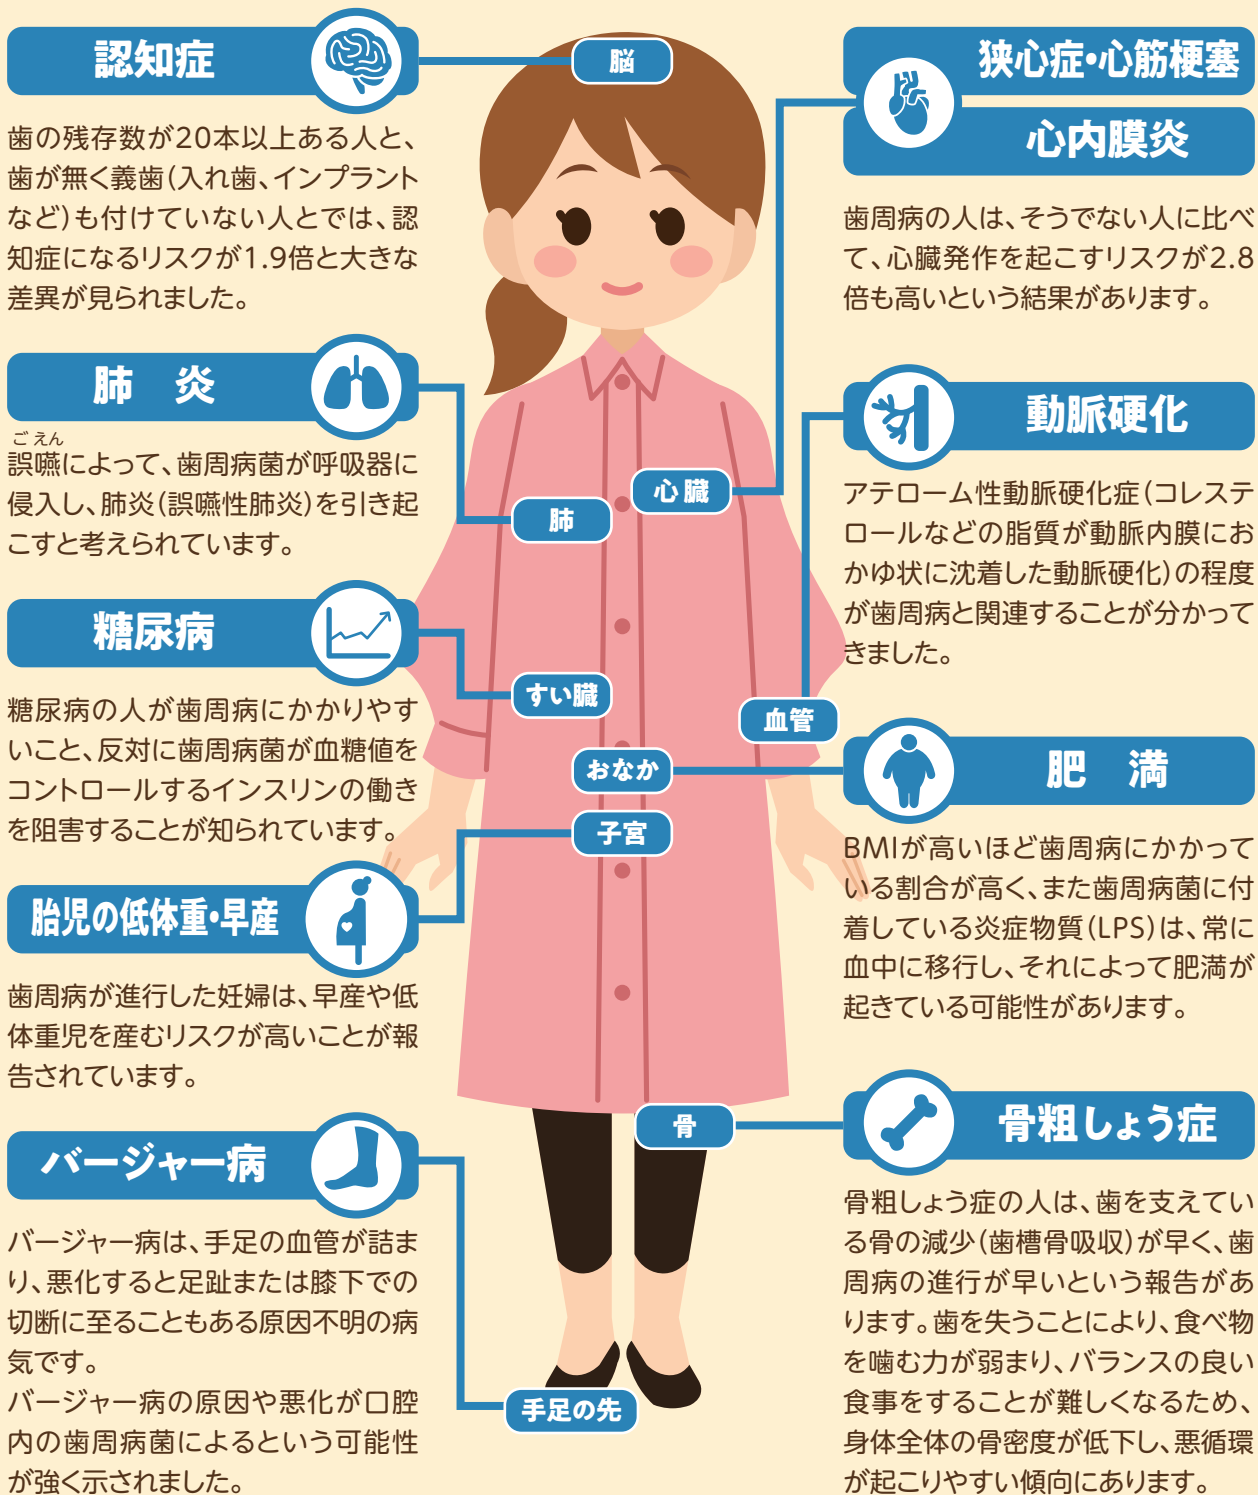 認知症
歯の残存数が20本以上ある人と、
歯が無く義歯(入れ歯、インプラント
など)も付けていない人とでは、認
知症になるリスクが1.9倍と大きな
差異が見られました。
肺　炎
ごえん
誤嚥によって、歯周病菌が呼吸器に
侵入し、肺炎(誤嚥性肺炎)を引き起
こすと考えられています。
糖尿病
糖尿病の人が歯周病にかかりやす
いこと、反対に歯周病菌が血糖値を
コントロールするインスリンの働き
を阻害することが知られています。
胎児の低体重・早産
歯周病が進行した妊婦は、早産や低
体重児を産むリスクが高いことが報
告されています。
バージャー病
バージャー病は、手足の血管が詰ま
り、悪化すると足趾または膝下での
切断に至ることもある原因不明の病
気です。
バージャー病の原因や悪化が口腔
内の歯周病菌によるという可能性
が強く示されました。
脳
心臓
肺
すい臓
血管
おなか
子宮
骨
手足の先
狭心症・心筋梗塞
心内膜炎
歯周病の人は、そうでない人に比べ
て、心臓発作を起こすリスクが2.8
倍も高いという結果があります。
動脈硬化
アテローム性動脈硬化症(コレステ
ロールなどの脂質が動脈内膜にお
かゆ状に沈着した動脈硬化)の程度
が歯周病と関連することが分かって
きました。
肥　満
BMIが高いほど歯周病にかかって
いる割合が高く、また歯周病菌に付
着している炎症物質(LPS)は、常に
血中に移行し、それによって肥満が
起きている可能性があります。
骨粗しょう症
骨粗しょう症の人は、歯を支えてい
る骨の減少(歯槽骨吸収)が早く、歯
周病の進行が早いという報告があ
ります。歯を失うことにより、食べ物
を噛む力が弱まり、バランスの良い
食事をすることが難しくなるため、
身体全体の骨密度が低下し、悪循環
が起こりやすい傾向にあります。